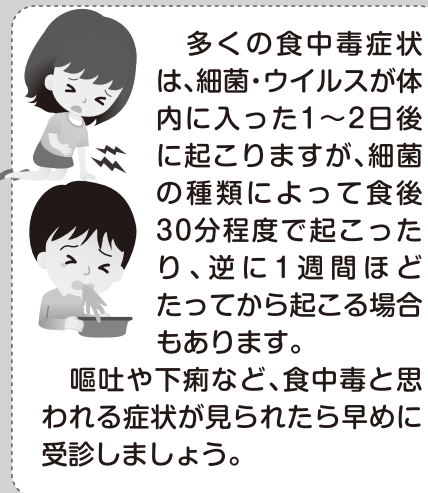 多くの食中毒症状
は、細菌・ウイルスが体
内に入った1～2日後
に起こりますが、細菌
の種類によって食後
30分程度で起こった
り、逆に1週間ほど
たってから起こる場合
もあります。
　嘔吐や下痢など、食中毒と思
われる症状が見られたら早めに
受診しましょう。